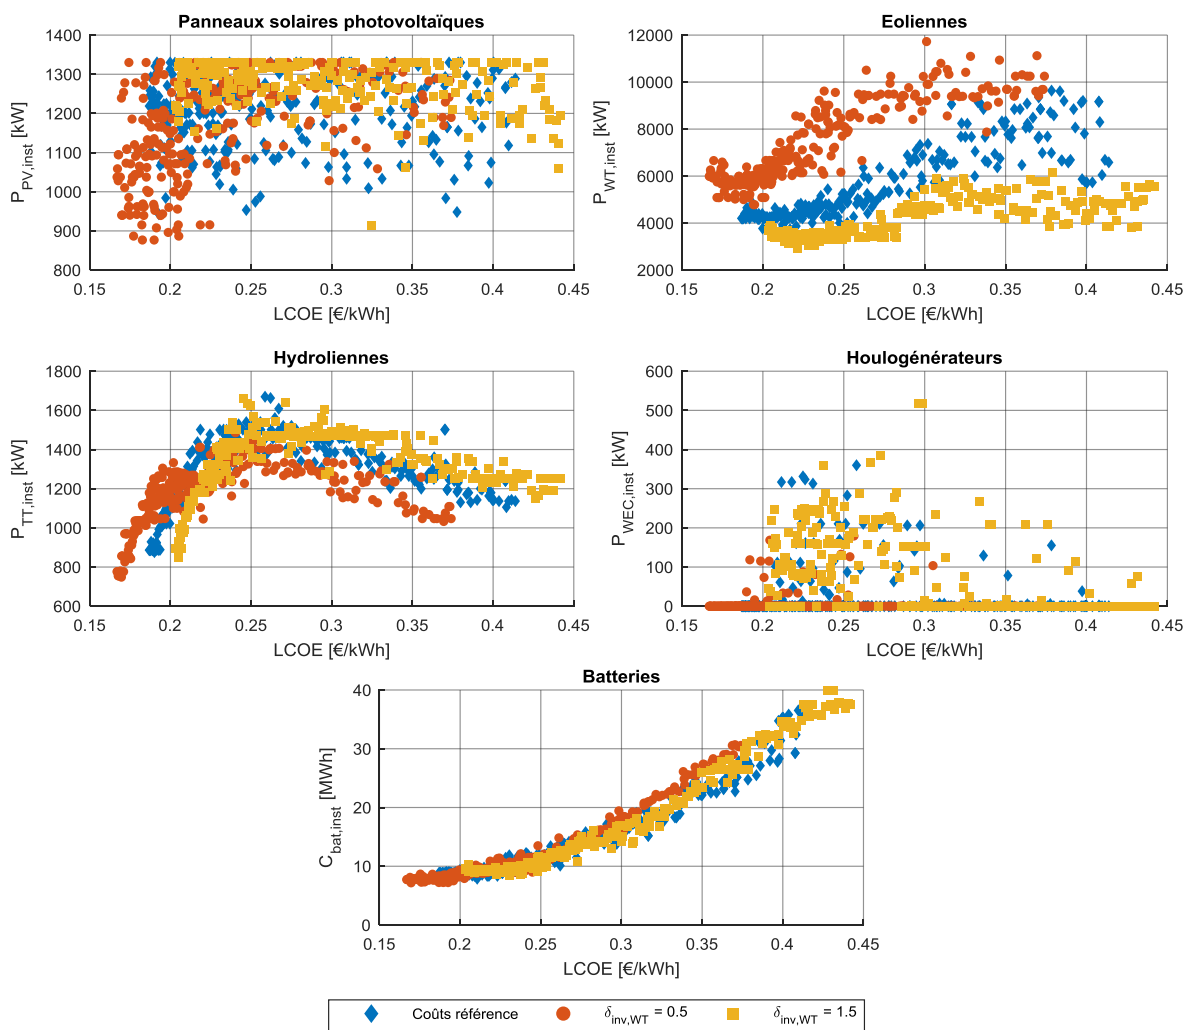 Panneaux solaires photovoltaïques
1400
1300
1200
1100
1000
900
800
P_PV,inst [kW]
0.15 0.2 0.25 0.3 0.35 0.4 0.45
LCOE [€/kWh]
Eoliennes
12000
10000
8000
6000
4000
2000
P_WT,inst [kW]
0.15 0.2 0.25 0.3 0.35 0.4 0.45
LCOE [€/kWh]
Hydroliennes
1800
1600
1400
1200
1000
800
600
P_TT,inst [kW]
0.15 0.2 0.25 0.3 0.35 0.4 0.45
LCOE [€/kWh]
Houlogénérateurs
600
500
400
300
200
100
0
P_WEC,inst [kW]
0.15 0.2 0.25 0.3 0.35 0.4 0.45
LCOE [€/kWh]
Batteries
40
30
20
10
0
C_bat,inst [MWh]
0.15 0.2 0.25 0.3 0.35 0.4 0.45
LCOE [€/kWh]
Coûts référence δ_inv,WT = 0.5 δ_inv,WT = 1.5